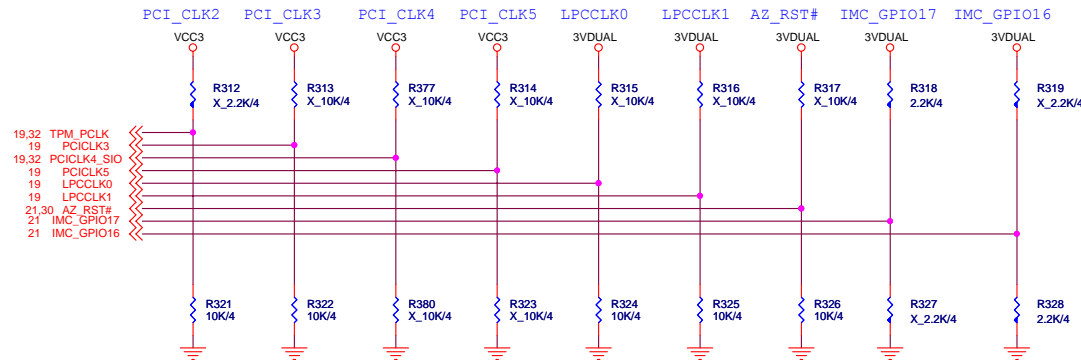 PCI_CLK2 PCI_CLK3 PCI_CLK4 PCI_CLK5 LPCCLK0 LPCCLK1 AZ_RST# IMC_GPIO17 IMC_GPIO16
VCC3 VCC3 VCC3 VCC3 3VDUAL 3VDUAL 3VDUAL 3VDUAL 3VDUAL
R312 R313 R377 R314 R315 R316 R317 R318 R319
X_2.2K/4 X_10K/4 X_10K/4 X_10K/4 X_10K/4 X_10K/4 X_10K/4 2.2K/4 X_2.2K/4
19,32 TPM_PCLK
19 PCICLK3
19,32 PCICLK4_SIO
19 PCICLK5
19 LPCCLK0
19 LPCCLK1
21,30 AZ_RST#
21 IMC_GPIO17
21 IMC_GPIO16
R321 R322 R380 R323 R324 R325 R326 R327 R328
10K/4 10K/4 X_10K/4 X_10K/4 10K/4 10K/4 10K/4 X_2.2K/4 2.2K/4